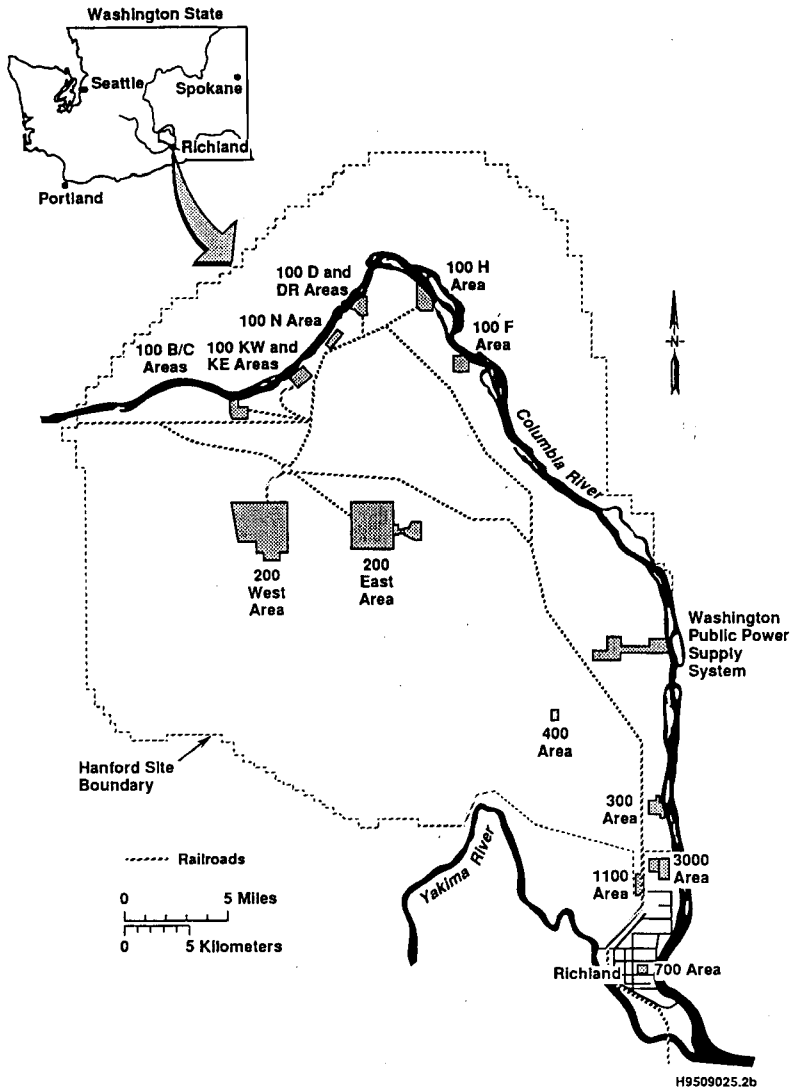 Washington State
Seattle
Spokane
Richland
Portland
100 D and
DR Areas
100 H
Area
100 N Area
100 F
Area
100 B/C
Areas
100 KW and
KE Areas
N
Columbia River
200
West
Area
200
East
Area
Washington
Public Power
Supply
System
400
Area
Hanford Site
Boundary
300
Area
Yakima River
Railroads
3000
Area
1100
Area
0 5 Miles
0 5 Kilometers
Richland
700 Area
H9509025.2b